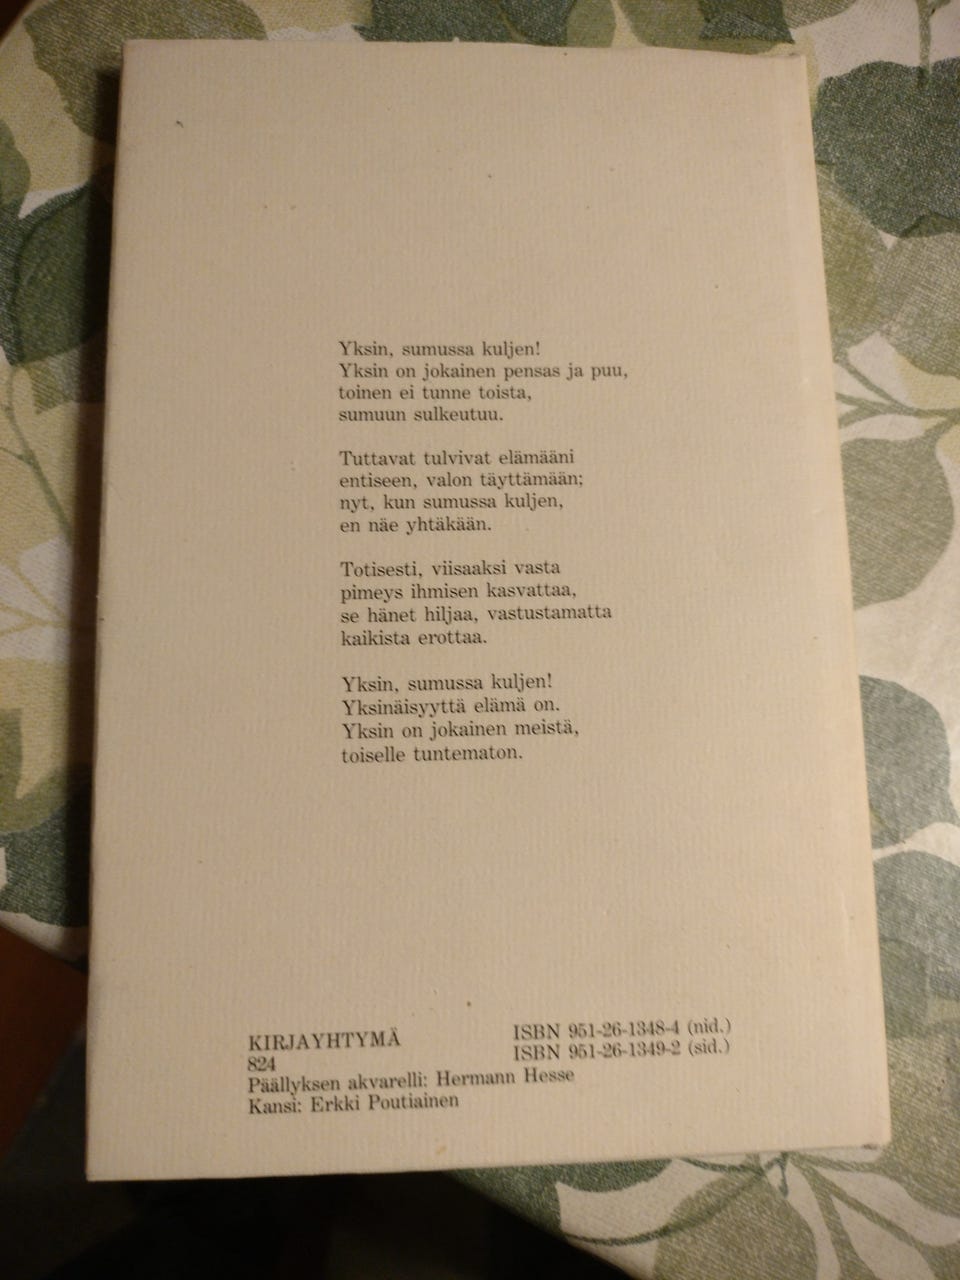 Yksin, sumussa kuljen!
Yksin on jokainen pensas ja puu,
toinen ei tunne toista,
sumuun sulkeutuu.
Tuttavat tulvivat elämääni
entiseen, valon täyttämään;
nyt, kun sumussa kuljen,
en näe yhtäkään.
Totisesti, viisaaksi vasta
pimeys ihmisen kasvattaa,
se hänet hiljaa, vastustamatta
kaikista erottaa.
Yksin, sumussa kuljen!
Yksinäisyyttä elämä on.
Yksin on jokainen meistä,
toiselle tuntematon.
KIRJAYHTYMÄ
824
Päällyksen akvarelli: Hermann Hesse
Kansi: Erkki Poutiainen
ISBN 951-26-1348-4 (nid.)
ISBN 951-26-1349-2 (sid.)